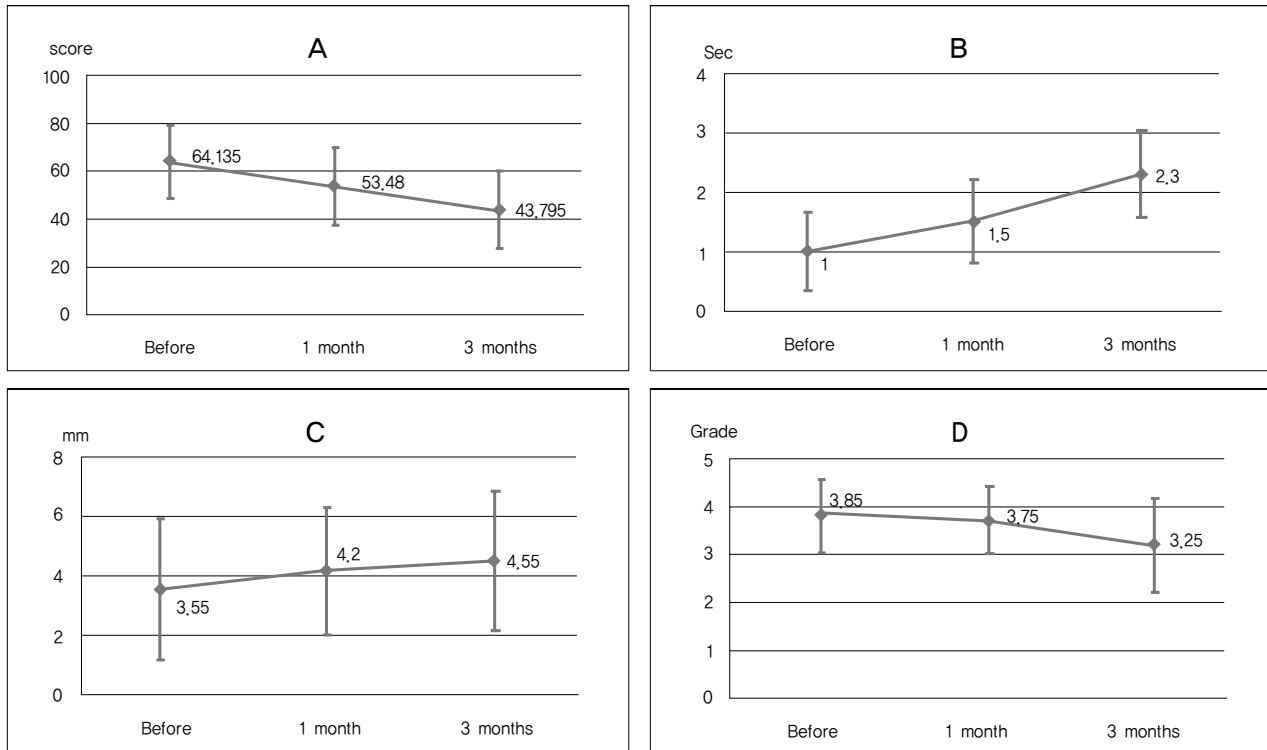 A
score
100
80
60
40
20
0
64.135
53.48
43.795
Before 1 month 3 months
B
Sec
4
3
2
1
0
1
1.5
2.3
Before 1 month 3 months
C
mm
8
6
4
2
0
3.55
4.2
4.55
Before 1 month 3 months
D
Grade
5
4
3
2
1
0
3.85
3.75
3.25
Before 1 month 3 months